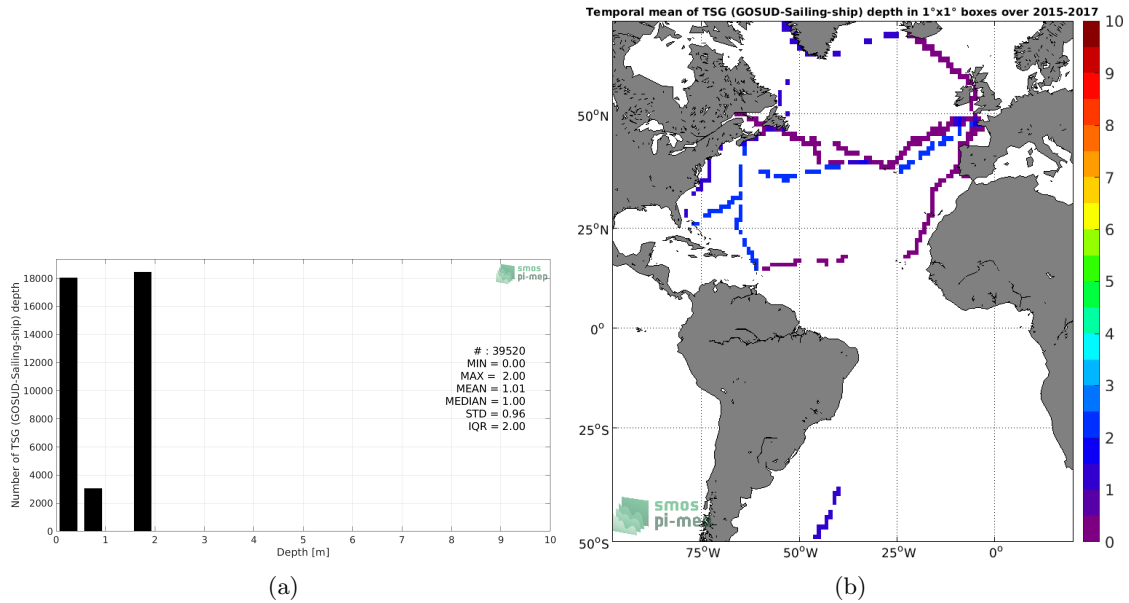 Number of TSG (GOSUD-Sailing-ship) depth
18000
16000
14000
12000
10000
8000
6000
4000
2000
0
smos
pi-mep
# : 39520
MIN = 0.00
MAX = 2.00
MEAN = 1.01
MEDIAN = 1.00
STD = 0.96
IQR = 2.00
0 1 2 3 4 5 6 7 8 9 10
Depth [m]
(a)
Temporal mean of TSG (GOSUD-Sailing-ship) depth in 1°x1° boxes over 2015-2017
50°N
25°N
0°
25°S
50°S
75°W 50°W 25°W 0°
smos
pi-mep
10
9
8
7
6
5
4
3
2
1
0
(b)